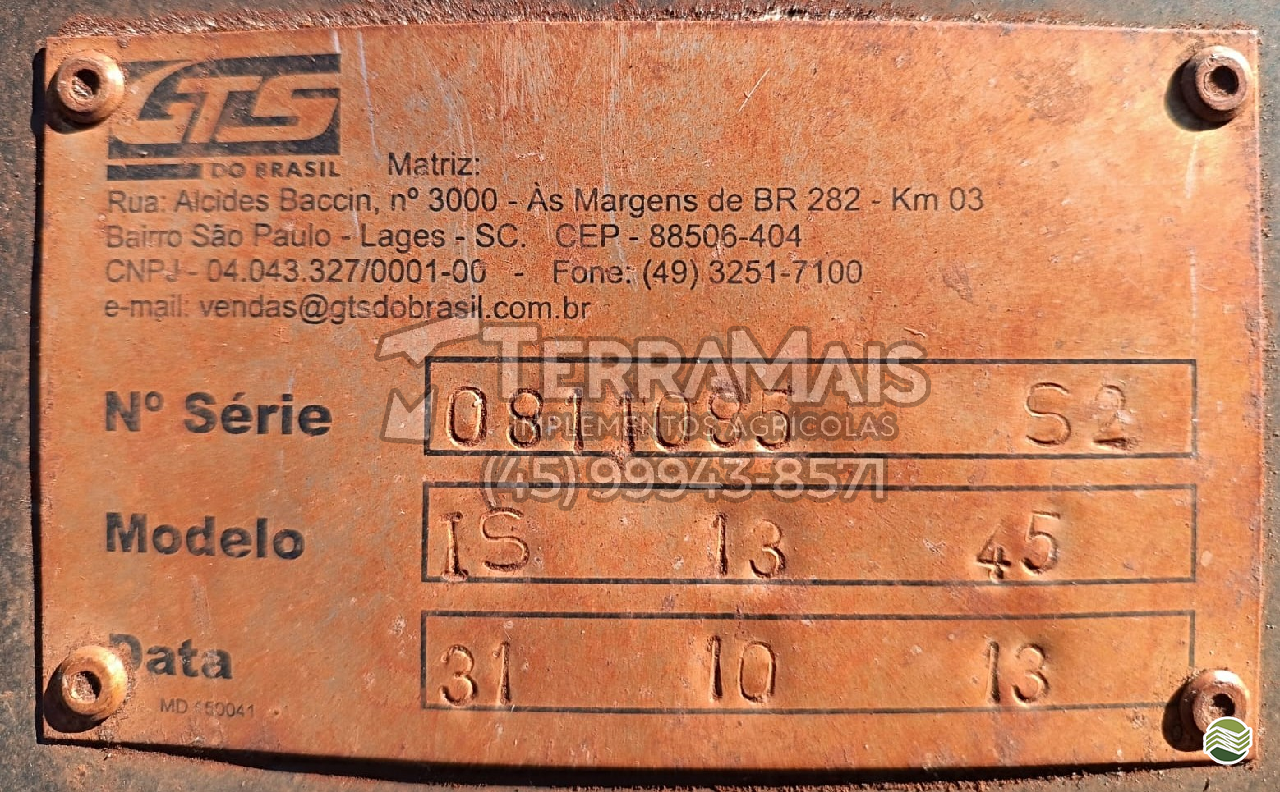 GTS
DO BRASIL
Matriz:
Rua: Alcides Baccin, nº 3000 - Às Margens de BR 282 - Km 03
Bairro São Paulo - Lages - SC. CEP - 88506-404
CNPJ - 04.043.327/0001-00 - Fone: (49) 3251-7100
e-mail: vendas@gtsdobrasil.com.br
TERRAMAIS
IMPLEMENTOS AGRÍCOLAS
(45) 99943-8571
Nº Série 0811085 S2
Modelo IS 13 45
Data 31 10 13